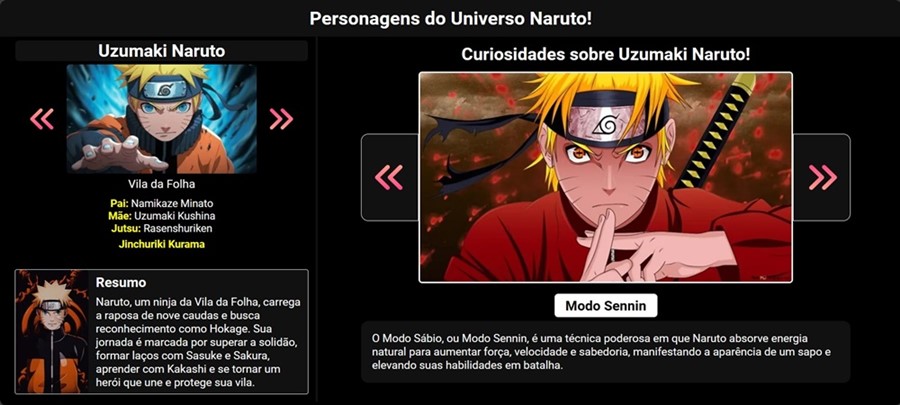 Personagens do Universo Naruto!
Uzumaki Naruto
Vila da Folha
Pai: Namikaze Minato
Mãe: Uzumaki Kushina
Jutsu: Rasenshuriken
Jinchuriki Kurama
Resumo
Naruto, um ninja da Vila da Folha, carrega
a raposa de nove caudas e busca
reconhecimento como Hokage. Sua
jornada é marcada por superar a solidão,
formar laços com Sasuke e Sakura,
aprender com Kakashi e se tornar um
herói que une e protege sua vila.
Curiosidades sobre Uzumaki Naruto!
Modo Sennin
O Modo Sábio, ou Modo Sennin, é uma técnica poderosa em que Naruto absorve energia
natural para aumentar força, velocidade e sabedoria, manifestando a aparência de um sapo e
elevando suas habilidades em batalha.